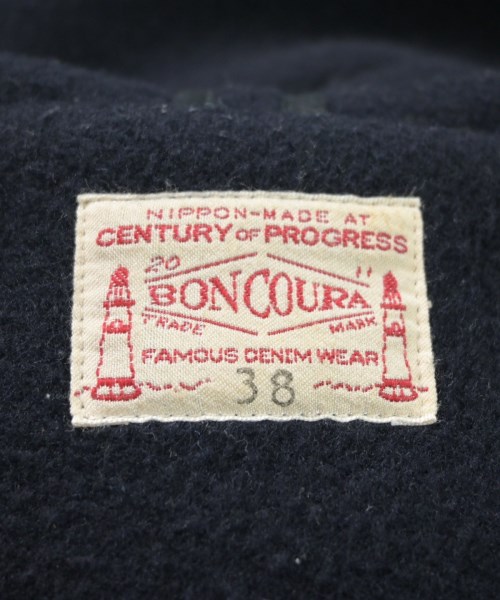 NIPPON-MADE AT
CENTURY OF PROGRESS
20 11
BONCOURA
TRADE MARK
FAMOUS DENIM WEAR
38